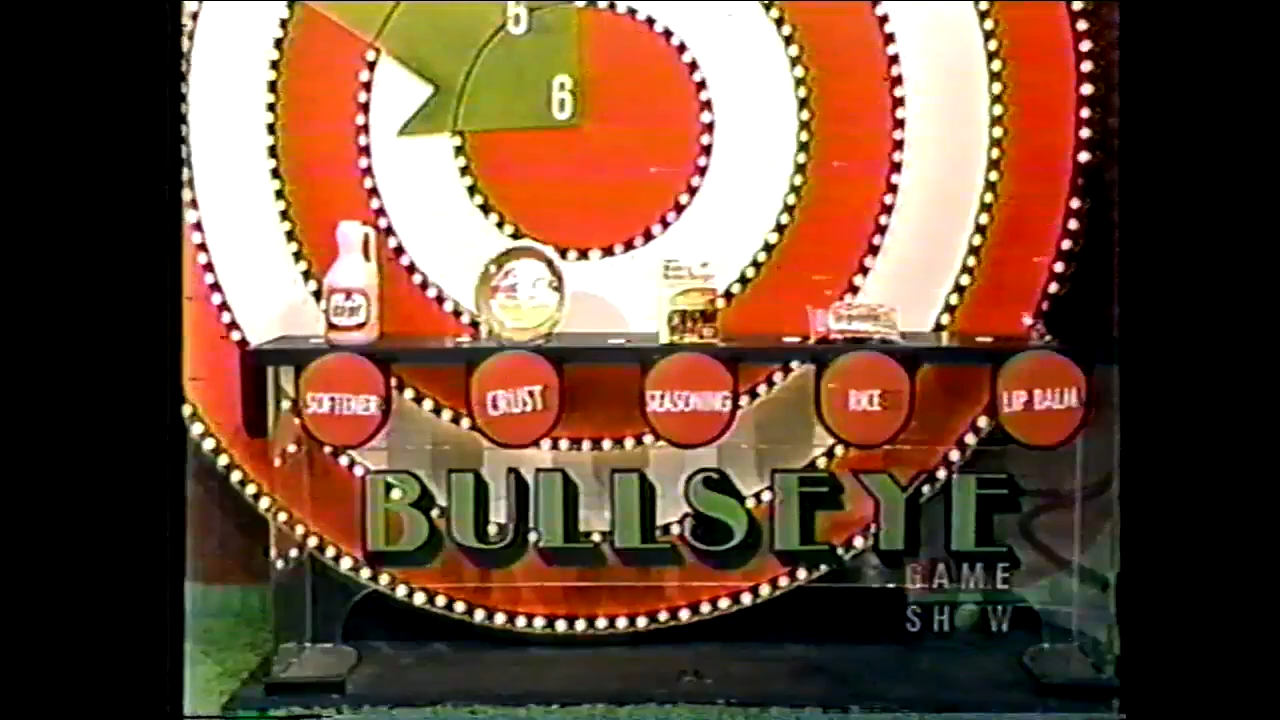 5
6
SOFTENER
CRUST
SEASONING
RICE
LIP BALM
BULLSEYE
GAME
SHOW